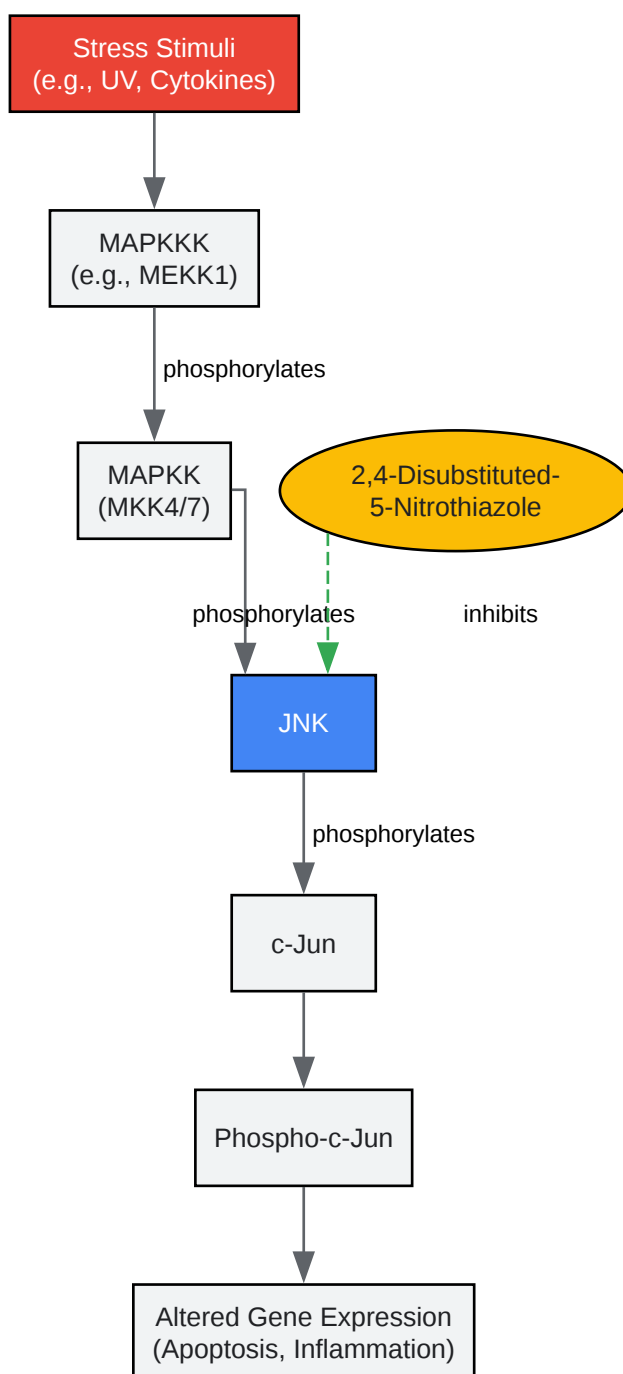 Stress Stimuli
(e.g., UV, Cytokines)
MAPKKK
(e.g., MEKK1)
phosphorylates
MAPKK
(MKK4/7)
2,4-Disubstituted-
5-Nitrothiazole
phosphorylates
inhibits
JNK
phosphorylates
c-Jun
Phospho-c-Jun
Altered Gene Expression
(Apoptosis, Inflammation)